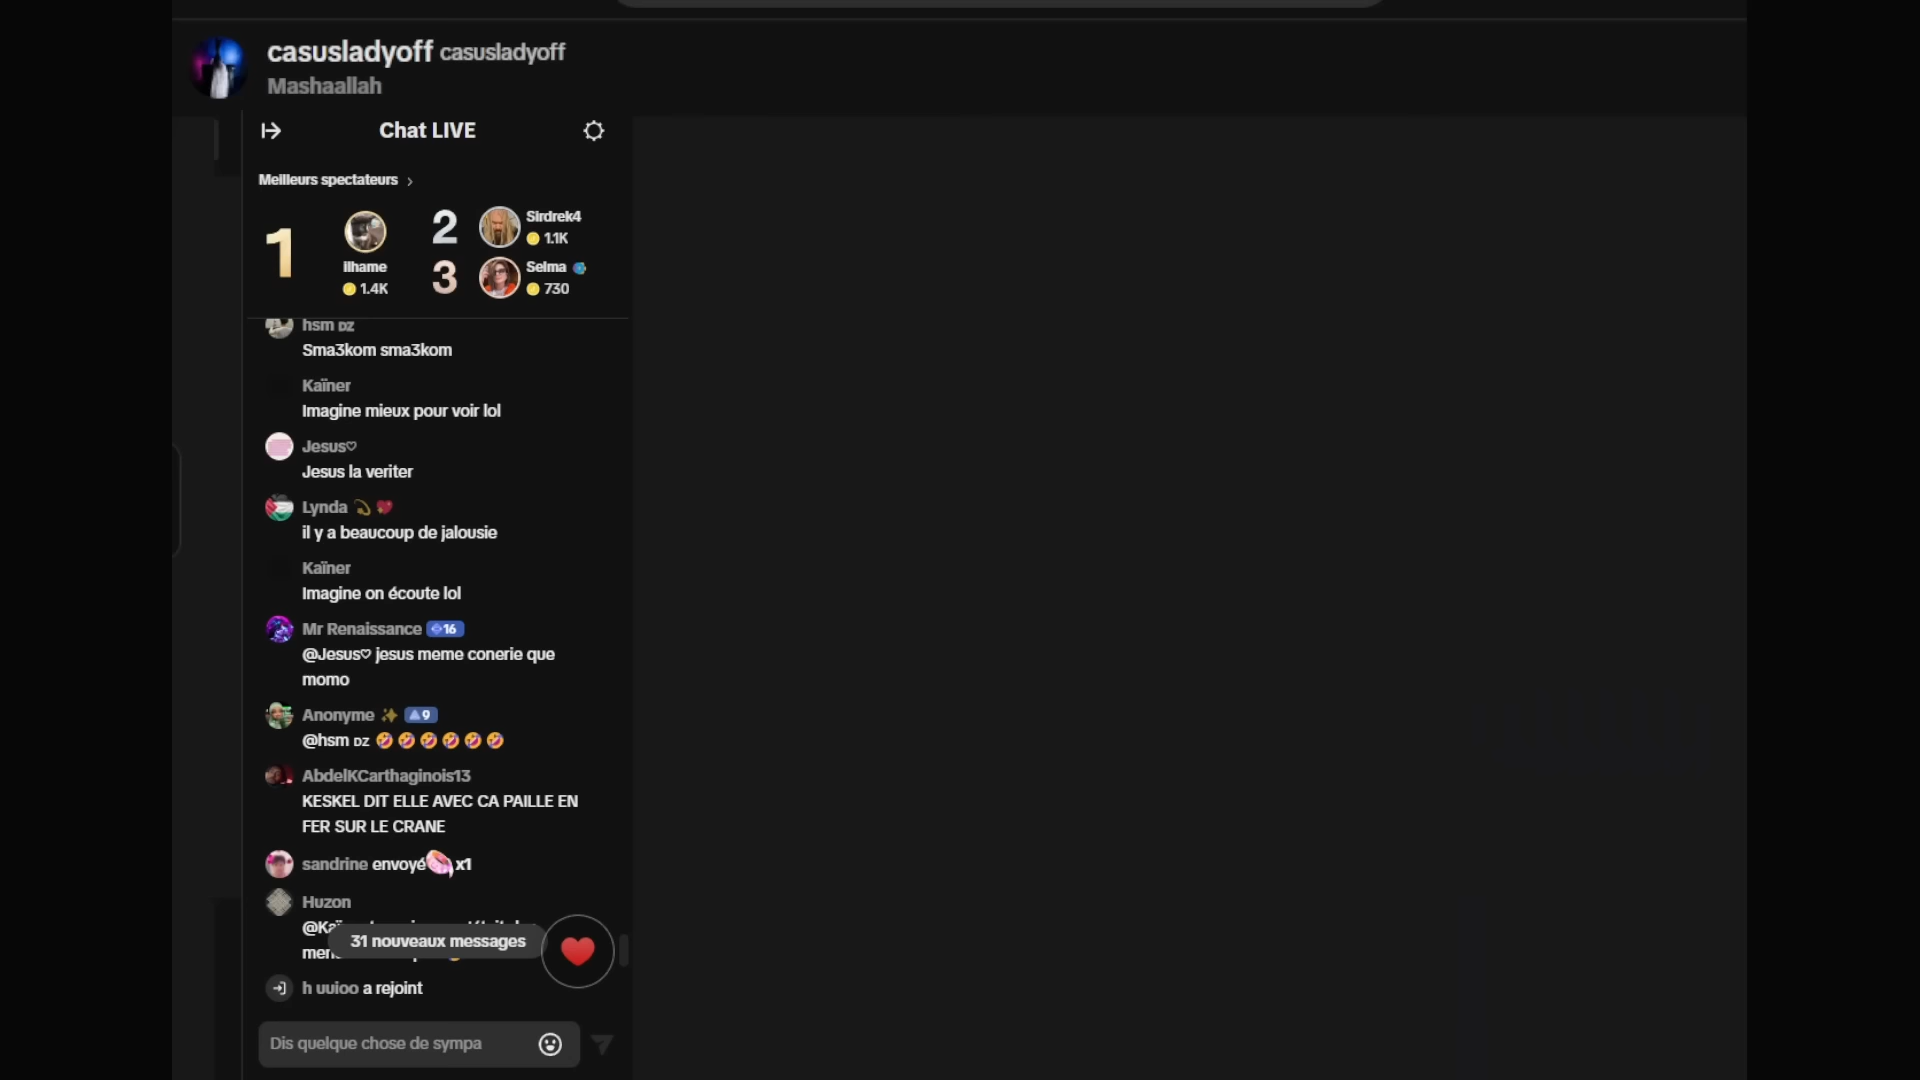 casusladyoff casusladyoff
Mashaallah
Chat LIVE
Meilleurs spectateurs
1
ilhame
1.4K
2
Sirdrek4
1.1K
3
Selma
730
hsm DZ
Sma3kom sma3kom
Kaïner
Imagine mieux pour voir lol
Jesus♡
Jesus la veriter
Lynda 💫 💖
il y a beaucoup de jalousie
Kaïner
Imagine on écoute lol
Mr Renaissance 16
@Jesus♡ jesus meme conerie que
momo
Anonyme ✨ 9
@hsm DZ 🤣🤣🤣🤣🤣🤣
AbdelKCarthaginois13
KESKEL DIT ELLE AVEC CA PAILLE EN
FER SUR LE CRANE
sandrine envoyé x1
Huzon
31 nouveaux messages
h uuioo a rejoint
Dis quelque chose de sympa